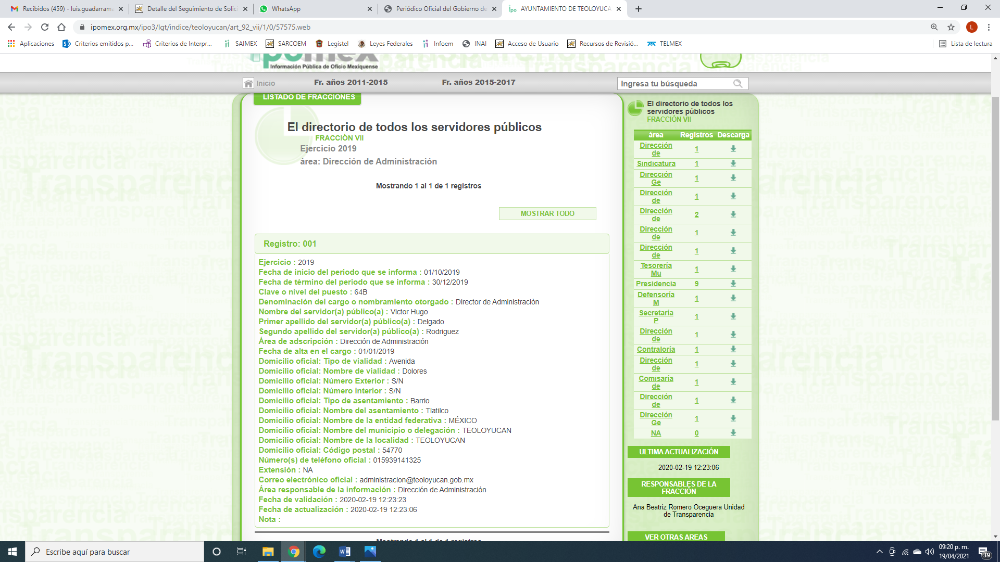 Recibidos (459) - luis.guadarrama
Detalle del Seguimiento de Solici
WhatsApp
Periódico Oficial del Gobierno de
AYUNTAMIENTO DE TEOLOYUCA
ipomex.org.mx/ipo3/lgt/indice/teoloyucan/art_92_vii/1/0/57575.web
L
Aplicaciones
Criterios emitidos p...
Criterios de Interpr...
SAIMEX
SARCOEM
Legistel
Leyes Federales
Infoem
INAI
Acceso de Usuario
Recursos de Revisió...
TELMEX
Lista de lectura
ipomex
Información Pública de Oficio Mexiquense
Inicio
Fr. años 2011-2015
Fr. años 2015-2017
Ingresa tu búsqueda
LISTADO DE FRACCIONES
El directorio de todos los servidores públicos
FRACCIÓN VII
Ejercicio 2019
área: Dirección de Administración
Mostrando 1 al 1 de 1 registros
MOSTRAR TODO
Registro: 001
Ejercicio : 2019
Fecha de inicio del periodo que se informa : 01/10/2019
Fecha de término del periodo que se informa : 30/12/2019
Clave o nivel del puesto : 64B
Denominación del cargo o nombramiento otorgado : Director de Administraciòn
Nombre del servidor(a) público(a) : Victor Hugo
Primer apellido del servidor(a) público(a) : Delgado
Segundo apellido del servidor(a) público(a) : Rodriguez
Área de adscripción : Dirección de Administración
Fecha de alta en el cargo : 01/01/2019
Domicilio oficial: Tipo de vialidad : Avenida
Domicilio oficial: Nombre de vialidad : Dolores
Domicilio oficial: Número Exterior : S/N
Domicilio oficial: Número interior : S/N
Domicilio oficial: Tipo de asentamiento : Barrio
Domicilio oficial: Nombre del asentamiento : Tlatilco
Domicilio oficial: Nombre de la entidad federativa : MÉXICO
Domicilio oficial: Nombre del municipio o delegación : TEOLOYUCAN
Domicilio oficial: Nombre de la localidad : TEOLOYUCAN
Domicilio oficial: Código postal : 54770
Número(s) de teléfono oficial : 015939141325
Extensión : NA
Correo electrónico oficial : administracion@teoloyucan.gob.mx
Área responsable de la información : Dirección de Administración
Fecha de validación : 2020-02-19 12:23:23
Fecha de actualización : 2020-02-19 12:23:06
Nota :
Mostrando 1 al 1 de 1 registros
El directorio de todos los
servidores públicos
FRACCIÓN VII
área Registros Descarga
Dirección
de 1
Sindicatura 1
Dirección
Ge 1
Dirección
de 1
Dirección
de 2
Dirección
de 1
Dirección
de 1
Tesorería
Mu 1
Presidencia 9
Defensoría
M 1
Secretaría
P 1
Dirección
de 1
Contraloría 1
Dirección
de 1
Comisaría
de 1
Dirección
de 1
Dirección
Ge 1
NA 0
ULTIMA ACTUALIZACIÓN
2020-02-19 12:23:06
RESPONSABLES DE LA
FRACCIÓN
Ana Beatriz Romero Oceguera Unidad
de Transparencia
VER OTRAS AREAS
Escribe aquí para buscar
09:20 p. m.
19/04/2021
39